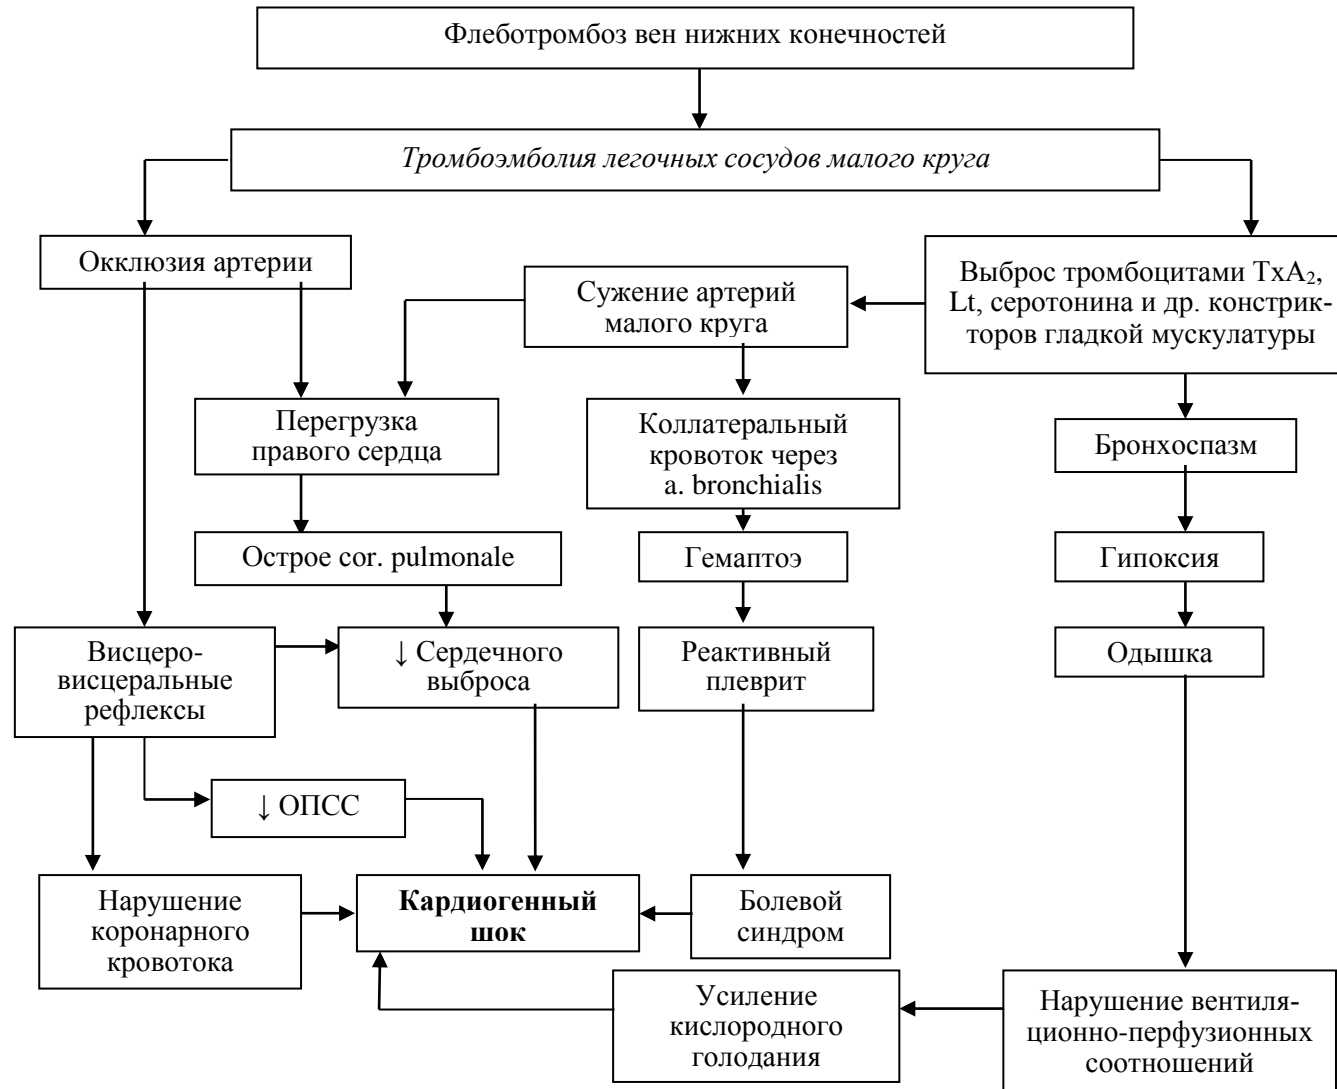 Флеботромбоз вен нижних конечностей
Тромбоэмболия легочных сосудов малого круга
Окклюзия артерии
Сужение артерий
малого круга
Выброс тромбоцитами TxA₂,
Lt, серотонина и др. констрик-
торов гладкой мускулатуры
Перегрузка
правого сердца
Коллатеральный
кровоток через
a. bronchialis
Бронхоспазм
Острое cor. pulmonale
Гемаптоэ
Гипоксия
Висцеро-
висцеральные
рефлексы
↓ Сердечного
выброса
Реактивный
плеврит
Одышка
↓ ОПСС
Нарушение
коронарного
кровотока
Кардиогенный
шок
Болевой
синдром
Усиление
кислородного
голодания
Нарушение вентиля-
ционно-перфузионных
соотношений